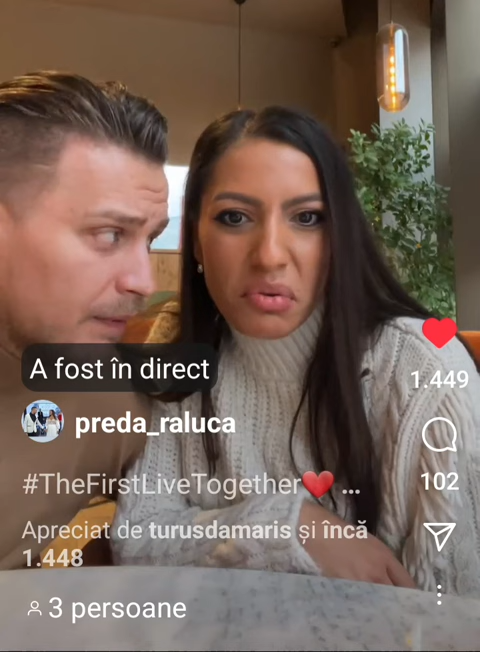 A fost în direct
1.449
preda_raluca
102
#TheFirstLiveTogether❤️ ...
Apreciat de turusdamaris și încă
1.448
3 persoane